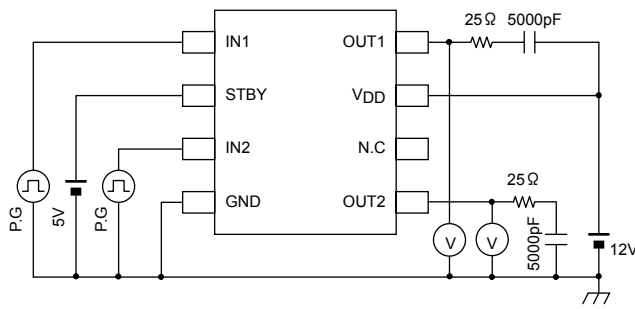 25Ω 5000pF
IN1 OUT1
STBY VDD
IN2 N.C
GND OUT2
25Ω
P.G
5V
P.G
V
V
5000pF
12V